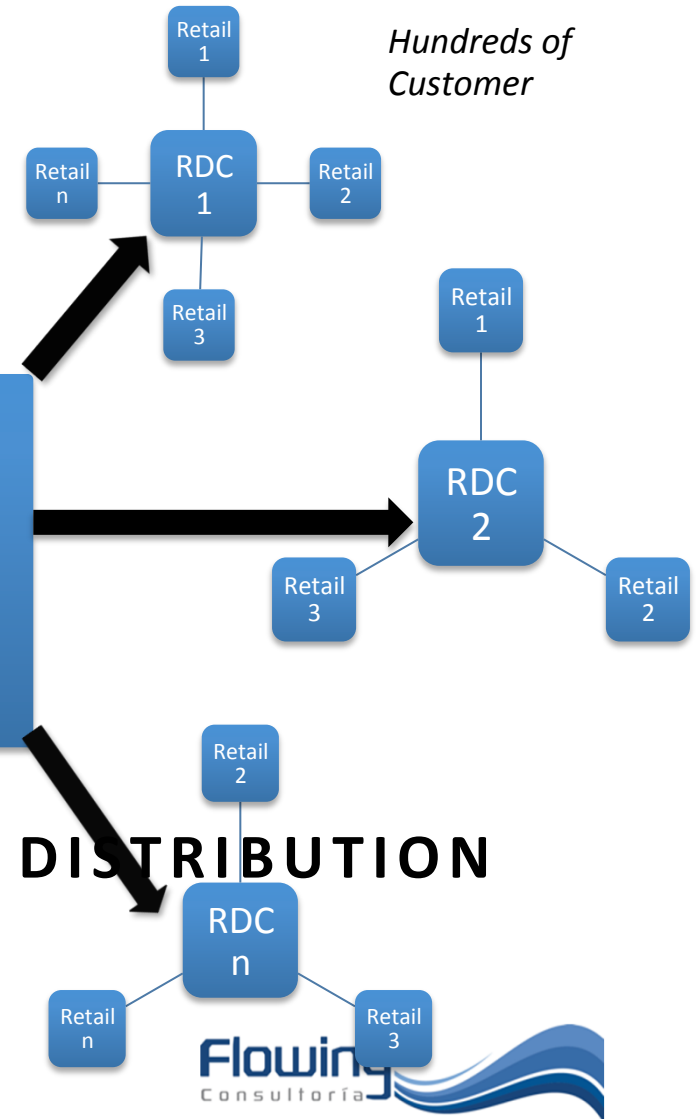 Retail
1
Hundreds of
Customer
Retail
n
RDC
1
Retail
2
Retail
3
Retail
1
RDC
2
Retail
3
Retail
2
Retail
2
DISTRIBUTION
RDC
n
Retail
n
Retail
3
Flowing
Consultoría